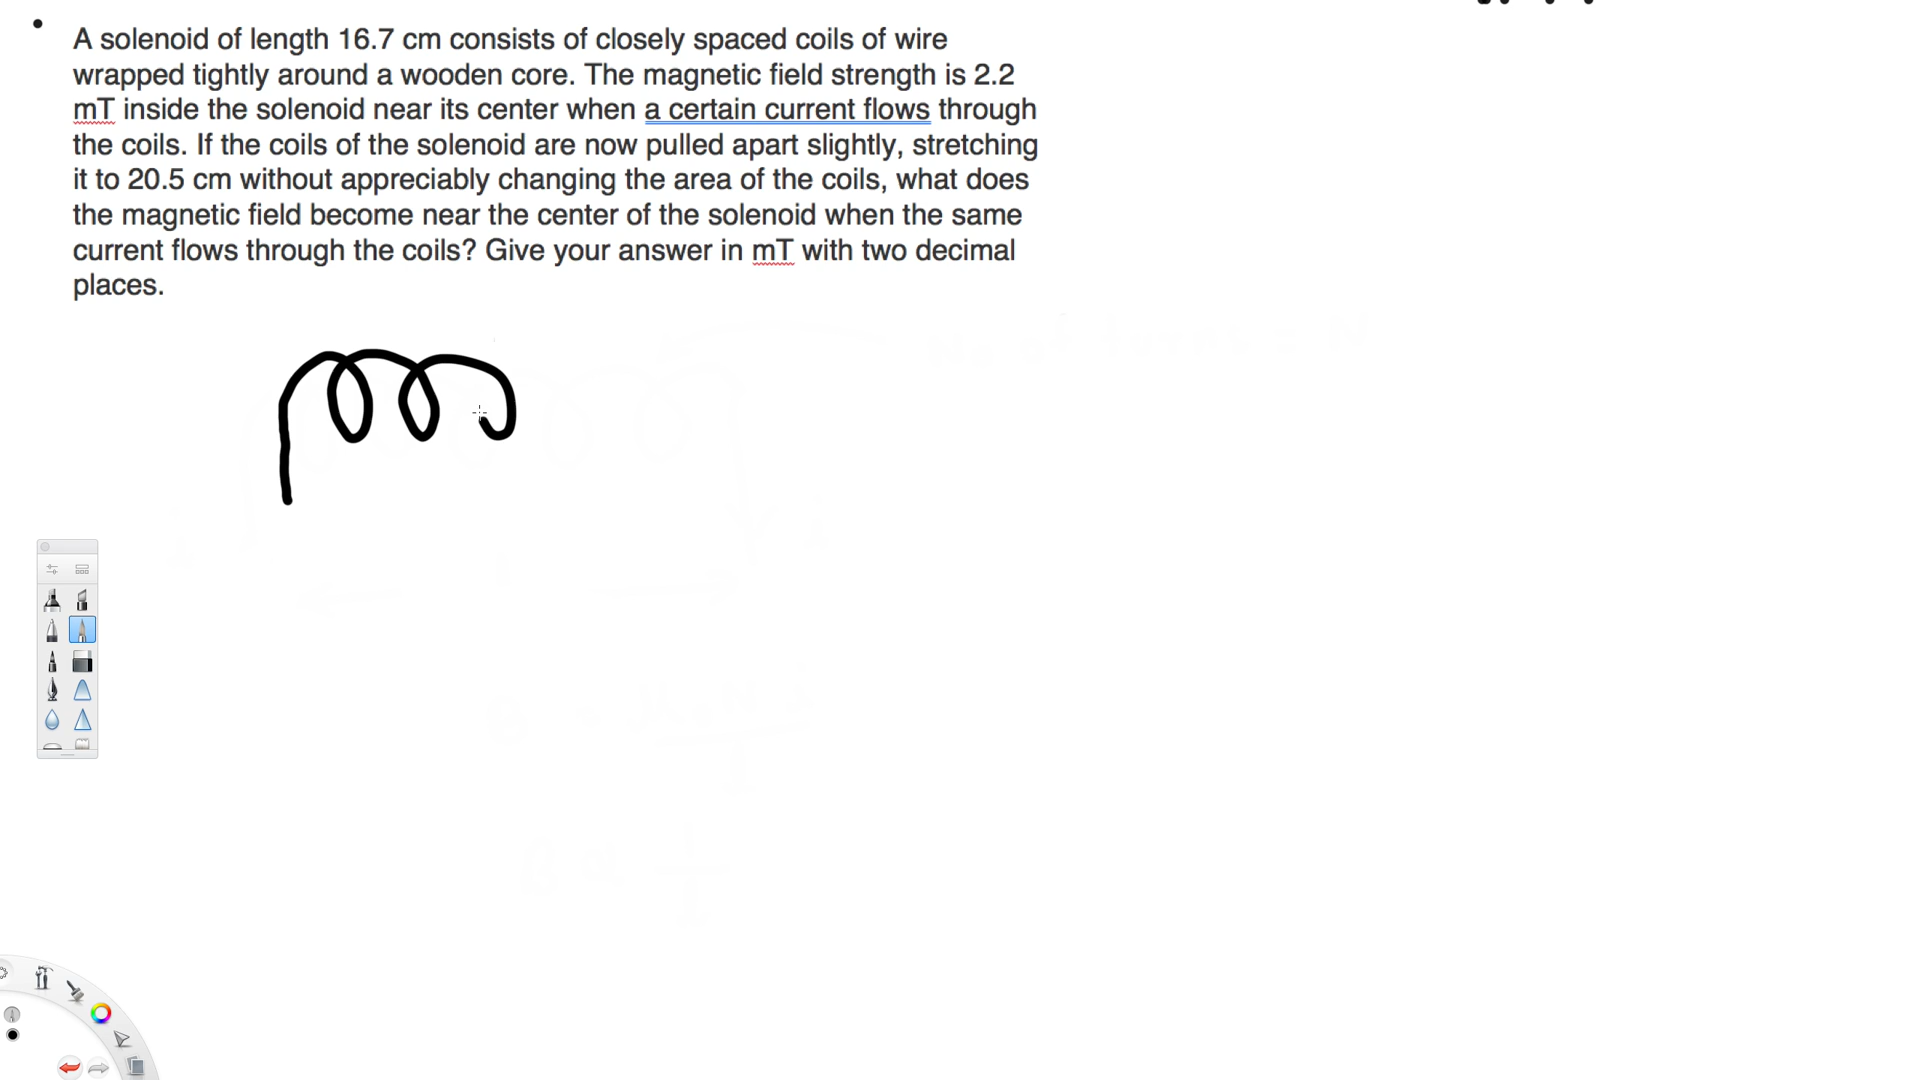 A solenoid of length 16.7 cm consists of closely spaced coils of wire
wrapped tightly around a wooden core. The magnetic field strength is 2.2
mT inside the solenoid near its center when a certain current flows through
the coils. If the coils of the solenoid are now pulled apart slightly, stretching
it to 20.5 cm without appreciably changing the area of the coils, what does
the magnetic field become near the center of the solenoid when the same
current flows through the coils? Give your answer in mT with two decimal
places.